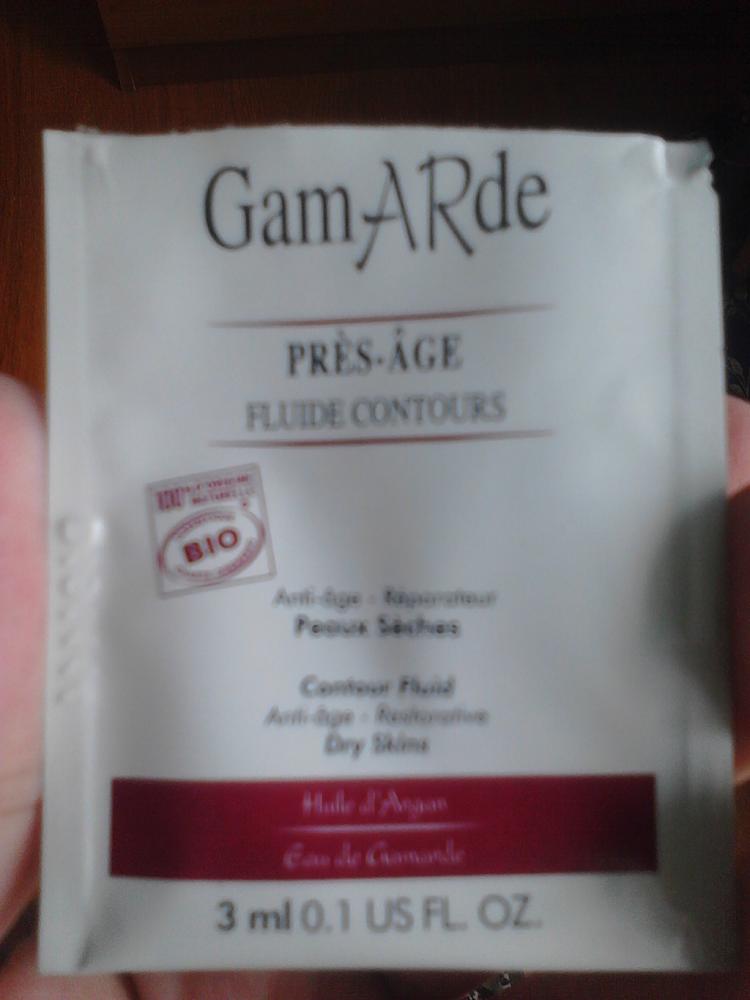 GamARde
PRÈS-ÂGE
FLUIDE CONTOURS
BIO
Anti-âge - Réparateur
Peaux Sèches
Contour Fluid
Anti-âge - Restorative
Dry Skins
Huile d'Argan
Eau de Gamarde
3 ml 0.1 US FL. OZ.